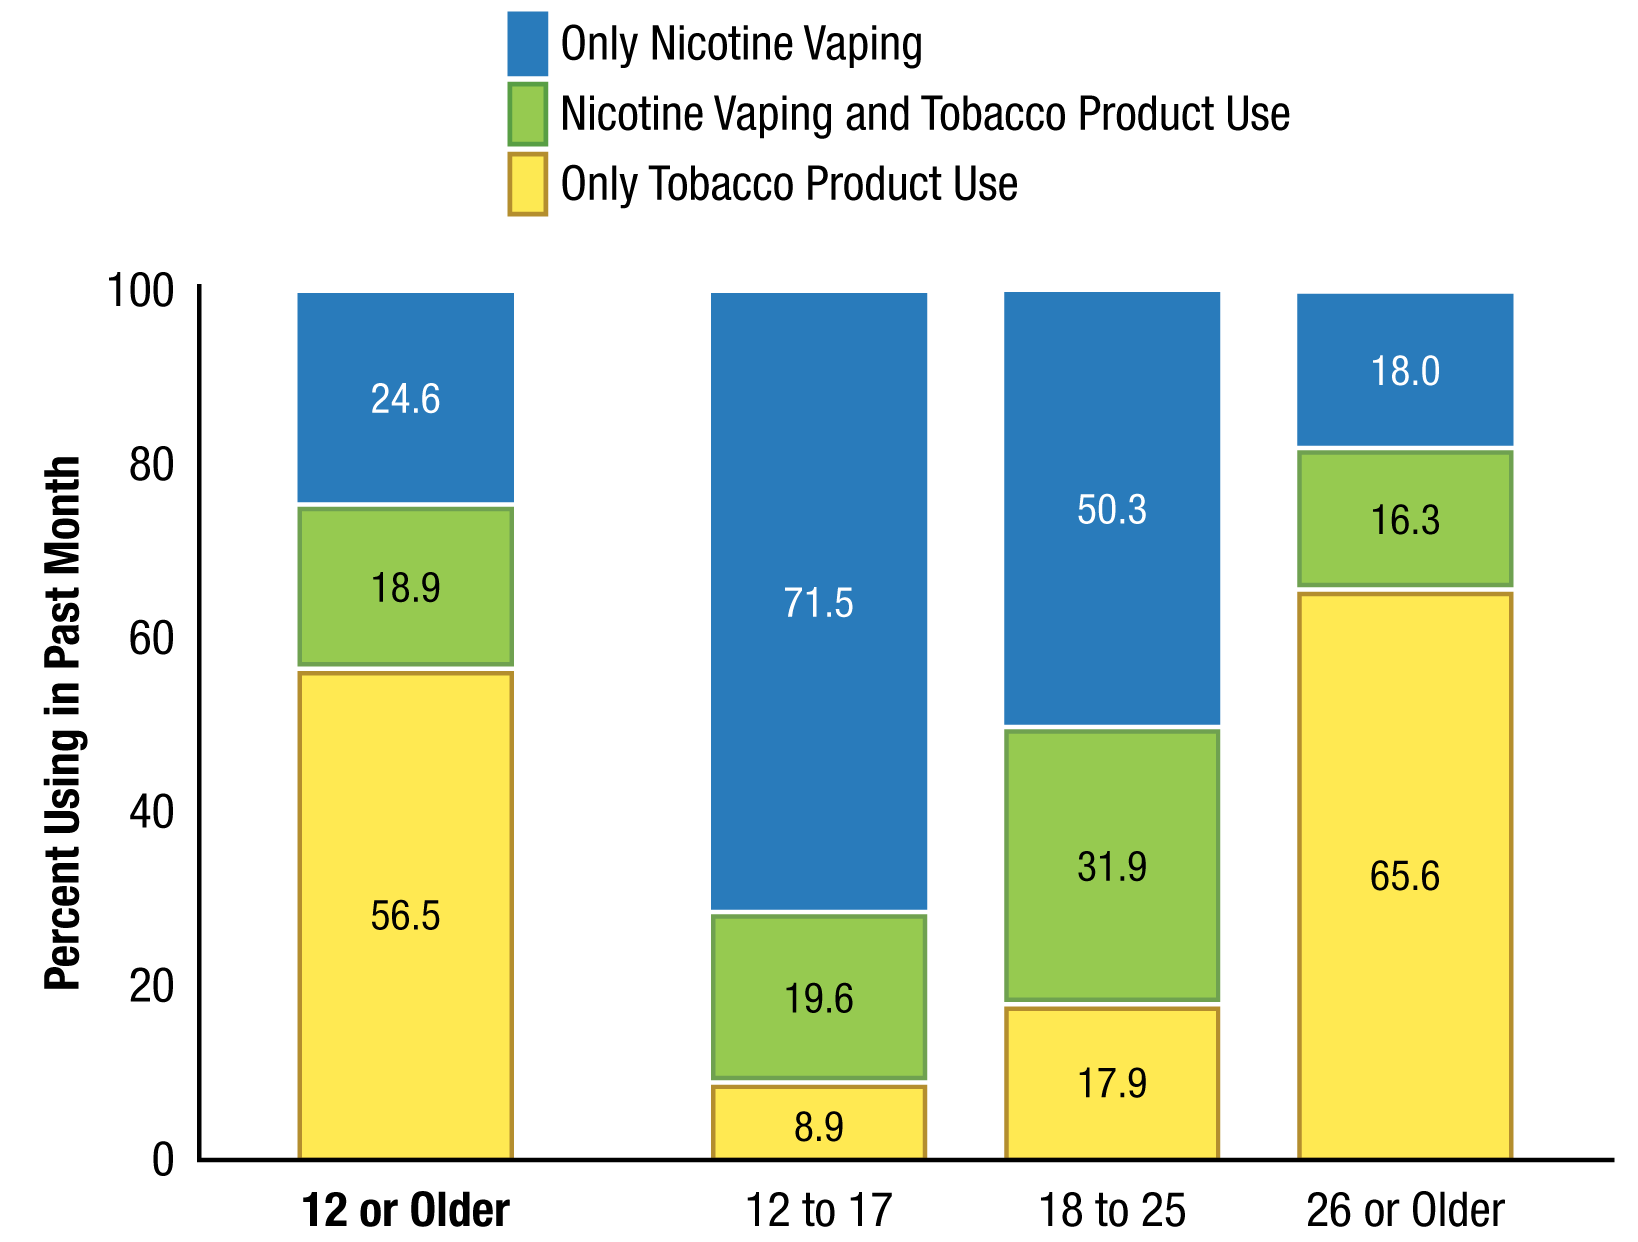 Only Nicotine Vaping
Nicotine Vaping and Tobacco Product Use
Only Tobacco Product Use
Percent Using in Past Month
100
80
60
40
20
0
24.6
18.9
56.5
71.5
19.6
8.9
50.3
31.9
17.9
18.0
16.3
65.6
12 or Older
12 to 17
18 to 25
26 or Older